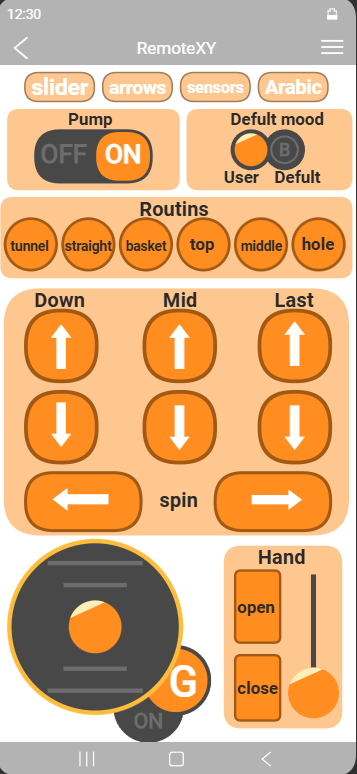 12:30
RemoteXY
slider arrows sensors Arabic
Pump
OFF ON
Defult mood
B
User Defult
Routins
tunnel straight basket top middle hole
Down Mid Last
spin
Hand
open
close
G
ON